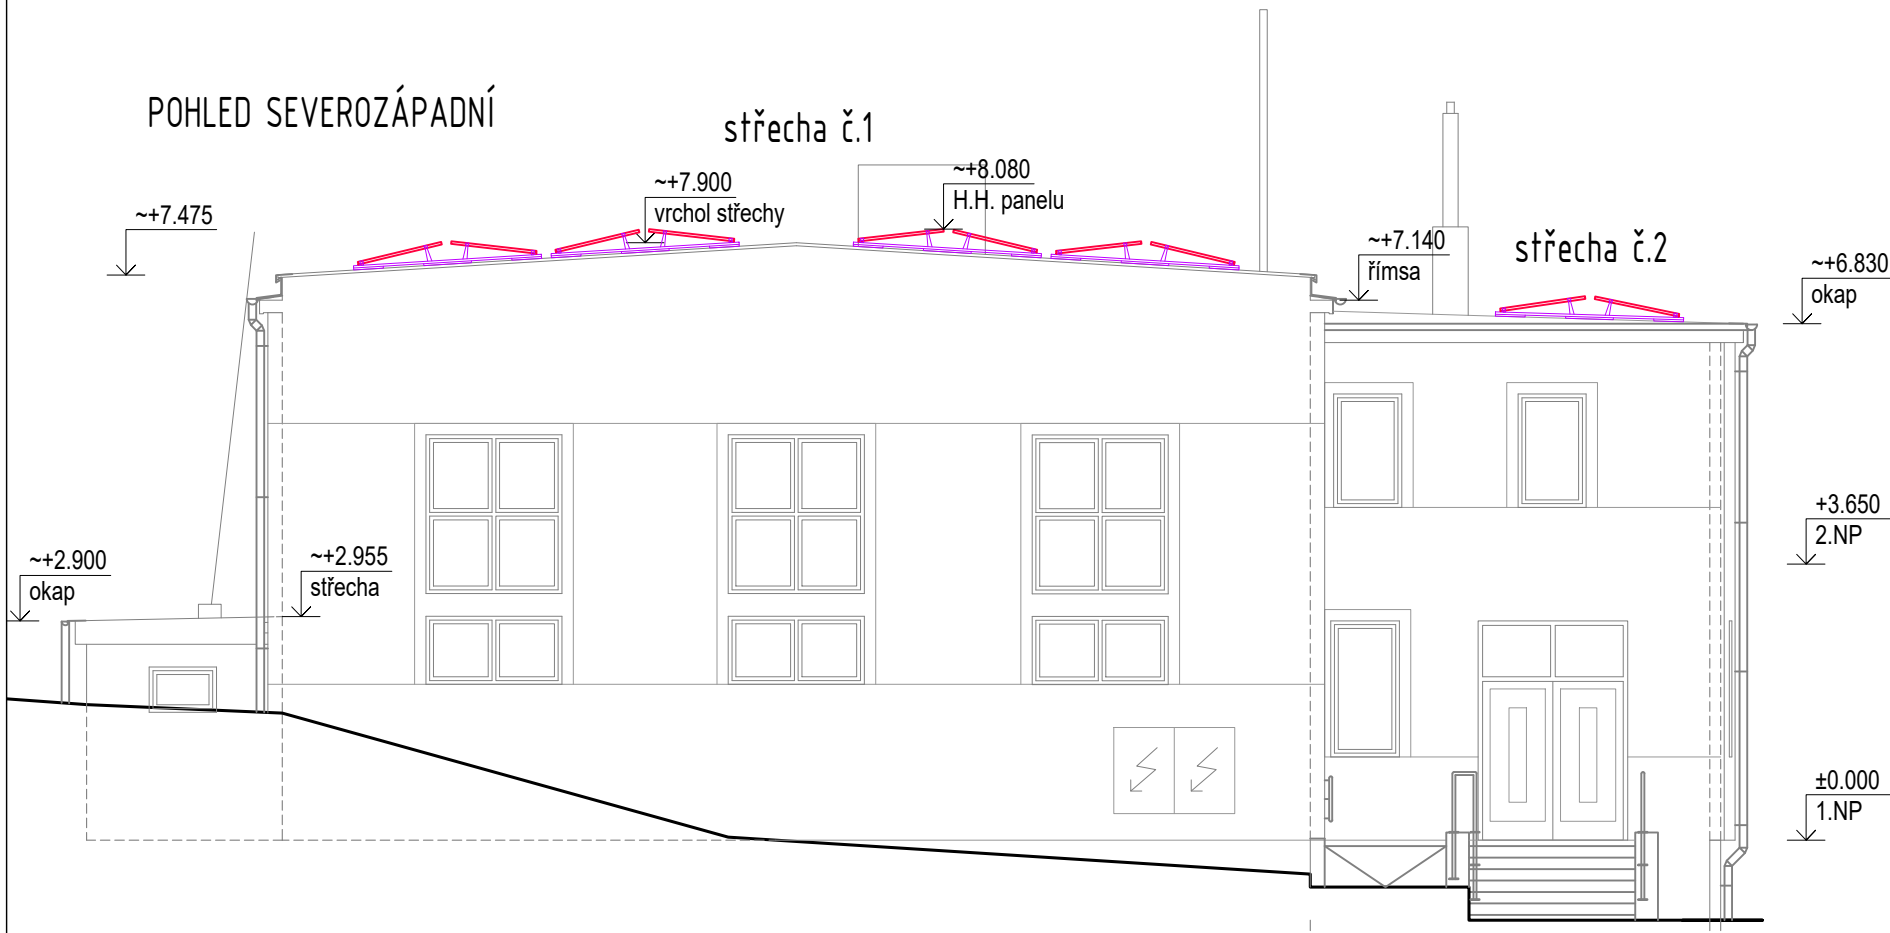 POHLED SEVEROZÁPADNÍ
střecha č.1
~+8.080
H.H. panelu
~+7.900
vrchol střechy
~+7.475
~+7.140
římsa
střecha č.2
~+6.830
okap
+3.650
2.NP
~+2.900
okap
~+2.955
střecha
±0.000
1.NP